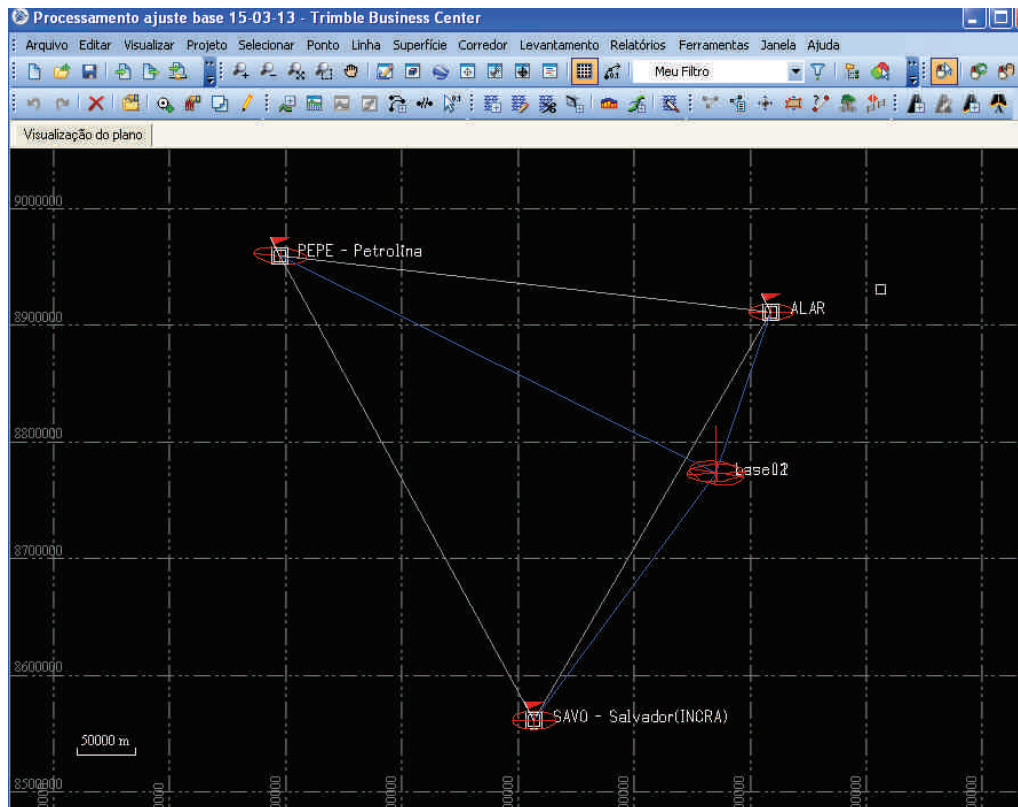 Processamento ajuste base 15-03-13 - Trimble Business Center
Arquivo Editar Visualizar Projeto Selecionar Ponto Linha Superfície Corredor Levantamento Relatórios Ferramentas Janela Ajuda
Meu Filtro
Visualização do plano
9000000
PEPE - Petrolina
ALAR
8900000
8800000
8700000
8600000
SAVO - Salvador(INCRA)
50000 m
8500000